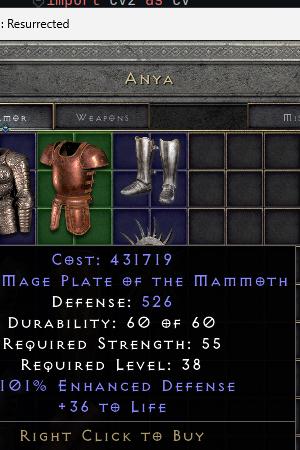 import cv2 as cv
: Resurrected
Anya
Weapons
Cost: 431719
Mage Plate of the Mammoth
Defense: 526
Durability: 60 of 60
Required Strength: 55
Required Level: 38
101% Enhanced Defense
+36 to Life
Right Click to Buy